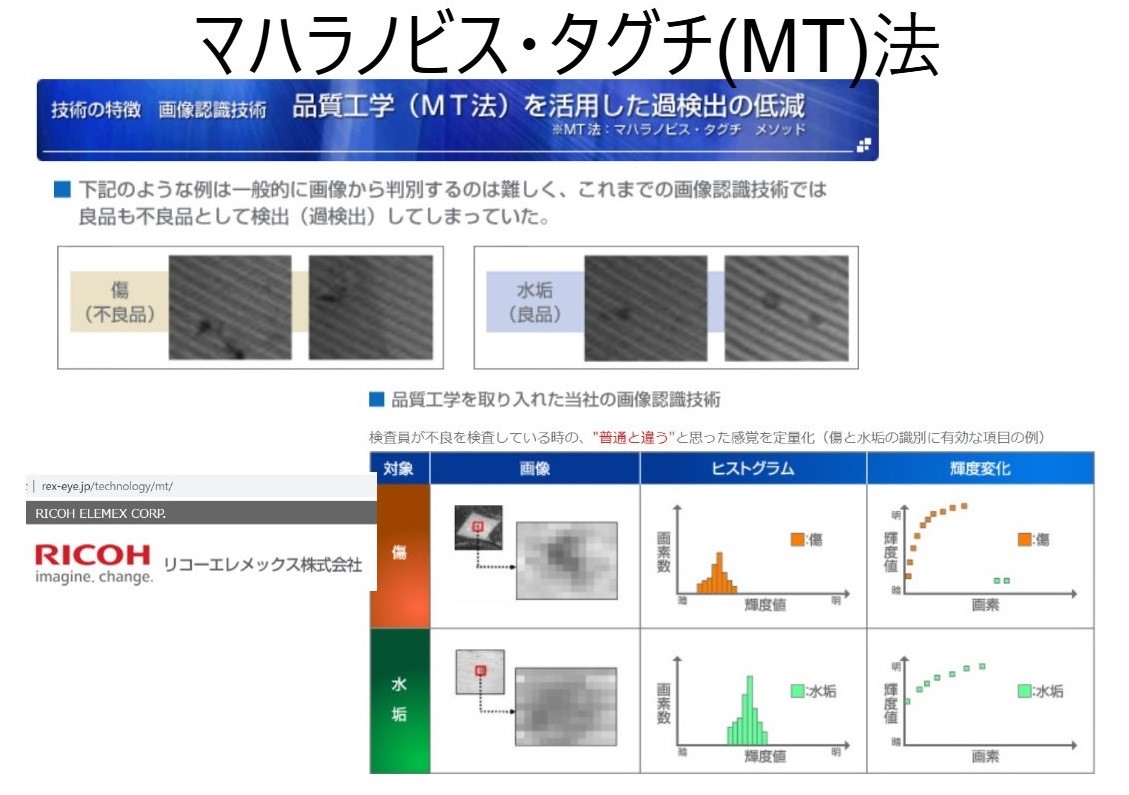 マハラノビス・タグチ(MT)法
技術の特徴 画像認識技術 品質工学（MT法）を活用した過検出の低減
※MT法：マハラノビス・タグチ メソッド
■ 下記のような例は一般的に画像から判別するのは難しく、これまでの画像認識技術では
良品も不良品として検出（過検出）してしまっていた。
傷
（不良品）
水垢
（良品）
■ 品質工学を取り入れた当社の画像認識技術
検査員が不良を検査している時の、"普通と違う"と思った感覚を定量化（傷と水垢の識別に有効な項目の例）
rex-eye.jp/technology/mt/
RICOH ELEMEX CORP.
RICOH
imagine. change.
リコーエレメックス株式会社
対象 画像 ヒストグラム 輝度変化
傷
画素数
:傷
暗 輝度値 明
明
輝度値
暗
:傷
画素
水垢
画素数
:水垢
暗 輝度値 明
明
輝度値
暗
:水垢
画素